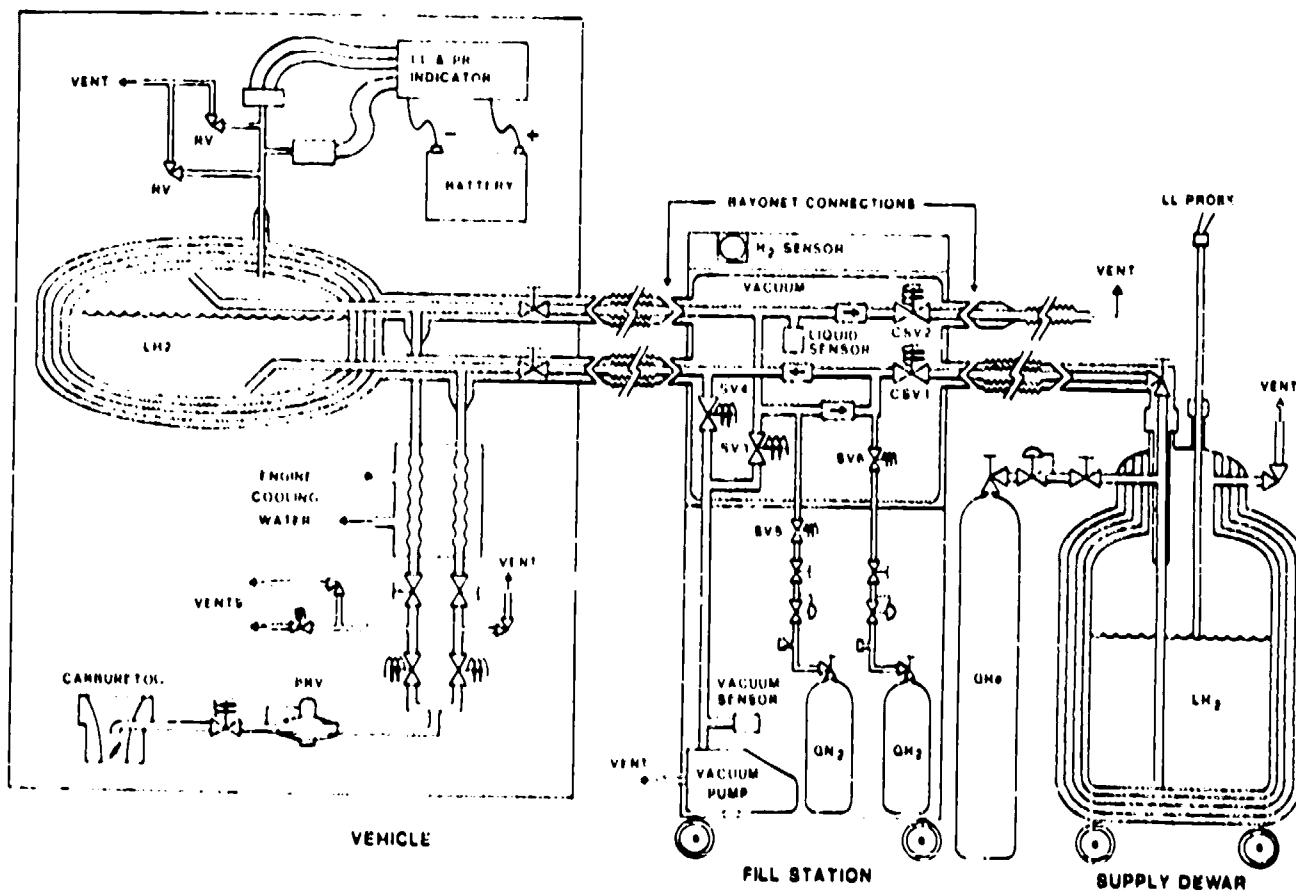 VENT
LL & PR
INDICATOR
RV
RV
-
+
BATTERY
BAYONET CONNECTIONS
LL PROBE
H2 SENSOR
VACUUM
VENT
LIQUID
SENSOR
CSV2
CSV1
LH2
SV4
SV3
SV6
VENT
ENGINE
COOLING
WATER
SV5
VENT
VENTS
CARBURETOR
PRV
VACUUM
SENSOR
GN2
GH2
GHe
LH2
VENT
VACUUM
PUMP
VEHICLE
FILL STATION
SUPPLY DEWAR